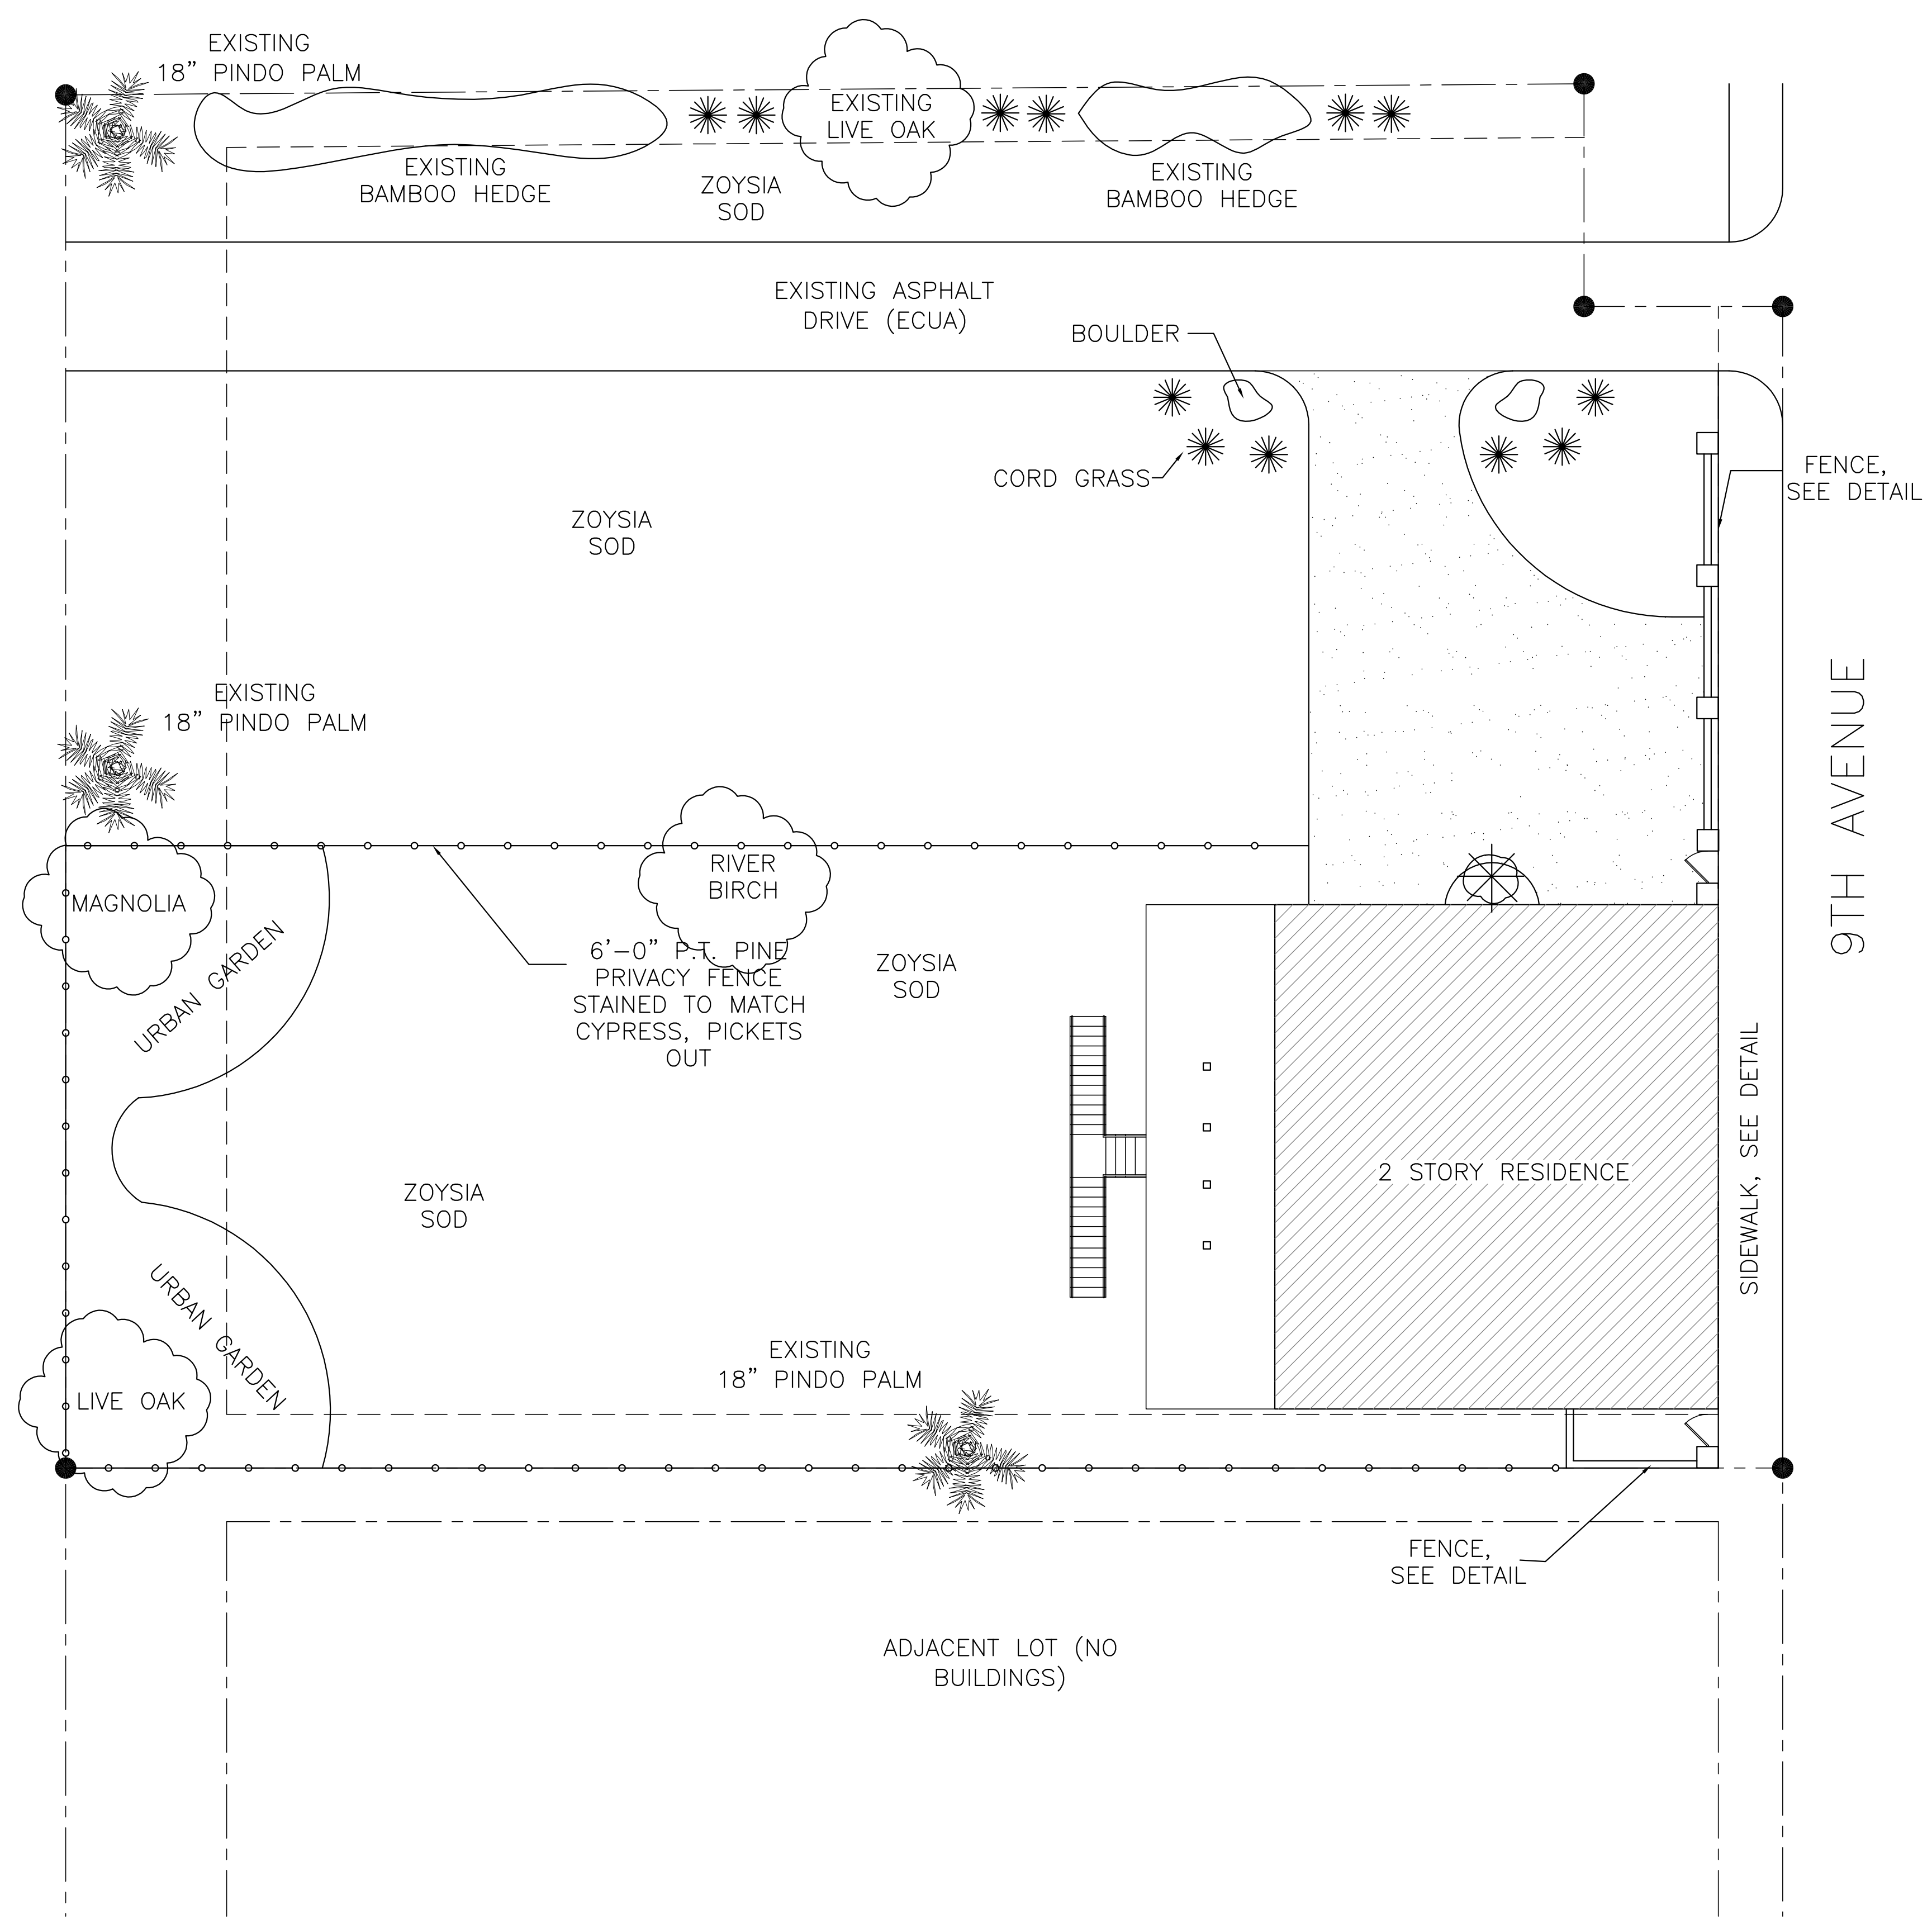 EXISTING
18" PINDO PALM
EXISTING
LIVE OAK
EXISTING
BAMBOO HEDGE
ZOYSIA
SOD
EXISTING
BAMBOO HEDGE
EXISTING ASPHALT
DRIVE (ECUA)
BOULDER
CORD GRASS
FENCE,
SEE DETAIL
ZOYSIA
SOD
EXISTING
18" PINDO PALM
9TH AVENUE
MAGNOLIA
RIVER
BIRCH
URBAN GARDEN
6'-0" P.T. PINE
PRIVACY FENCE
STAINED TO MATCH
CYPRESS, PICKETS
OUT
ZOYSIA
SOD
2 STORY RESIDENCE
SIDEWALK, SEE DETAIL
ZOYSIA
SOD
URBAN GARDEN
LIVE OAK
EXISTING
18" PINDO PALM
FENCE,
SEE DETAIL
ADJACENT LOT (NO
BUILDINGS)